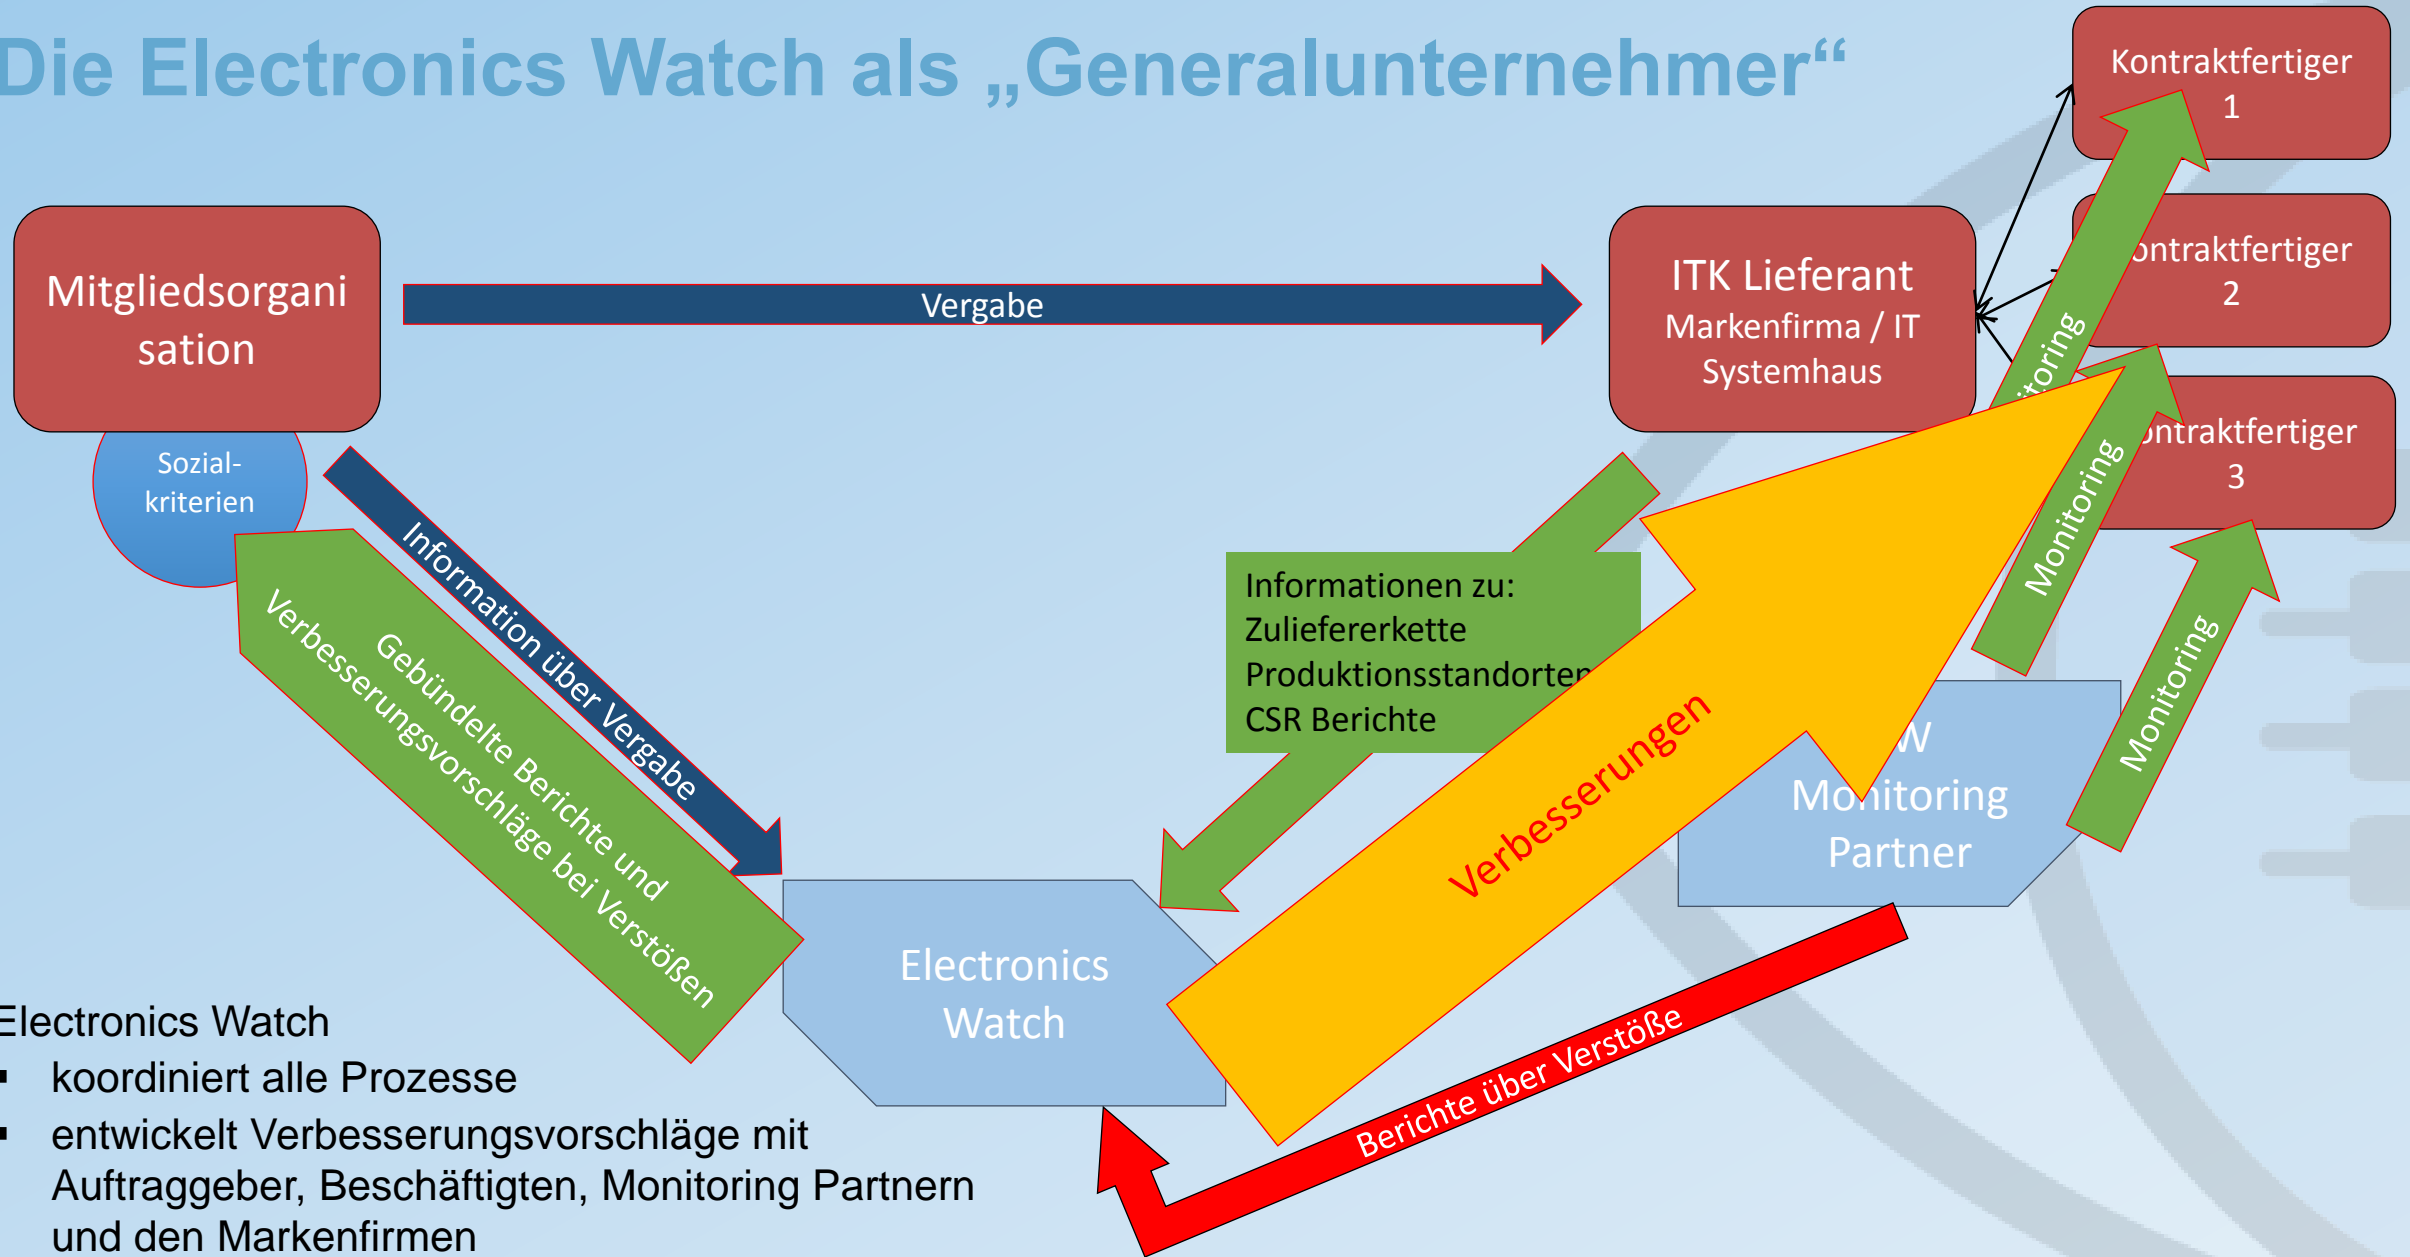 Die Electronics Watch als „Generalunternehmer“
Kontraktfertiger
1
Mitgliedsorgani
sation
Vergabe
ITK Lieferant
Markenfirma / IT
Systemhaus
ontraktfertiger
2
ontraktfertiger
3
Sozial-
kriterien
Information über Vergabe
Gebündelte Berichte und
Verbesserungsvorschläge bei Verstößen
Informationen zu:
Zuliefererkette
Produktionsstandorten
CSR Berichte
itoring
Monitoring
Monitoring
Verbesserungen
W
Monitoring
Partner
Electronics
Watch
Berichte über Verstöße
Electronics Watch
▪ koordiniert alle Prozesse
▪ entwickelt Verbesserungsvorschläge mit
Auftraggeber, Beschäftigten, Monitoring Partnern
und den Markenfirmen